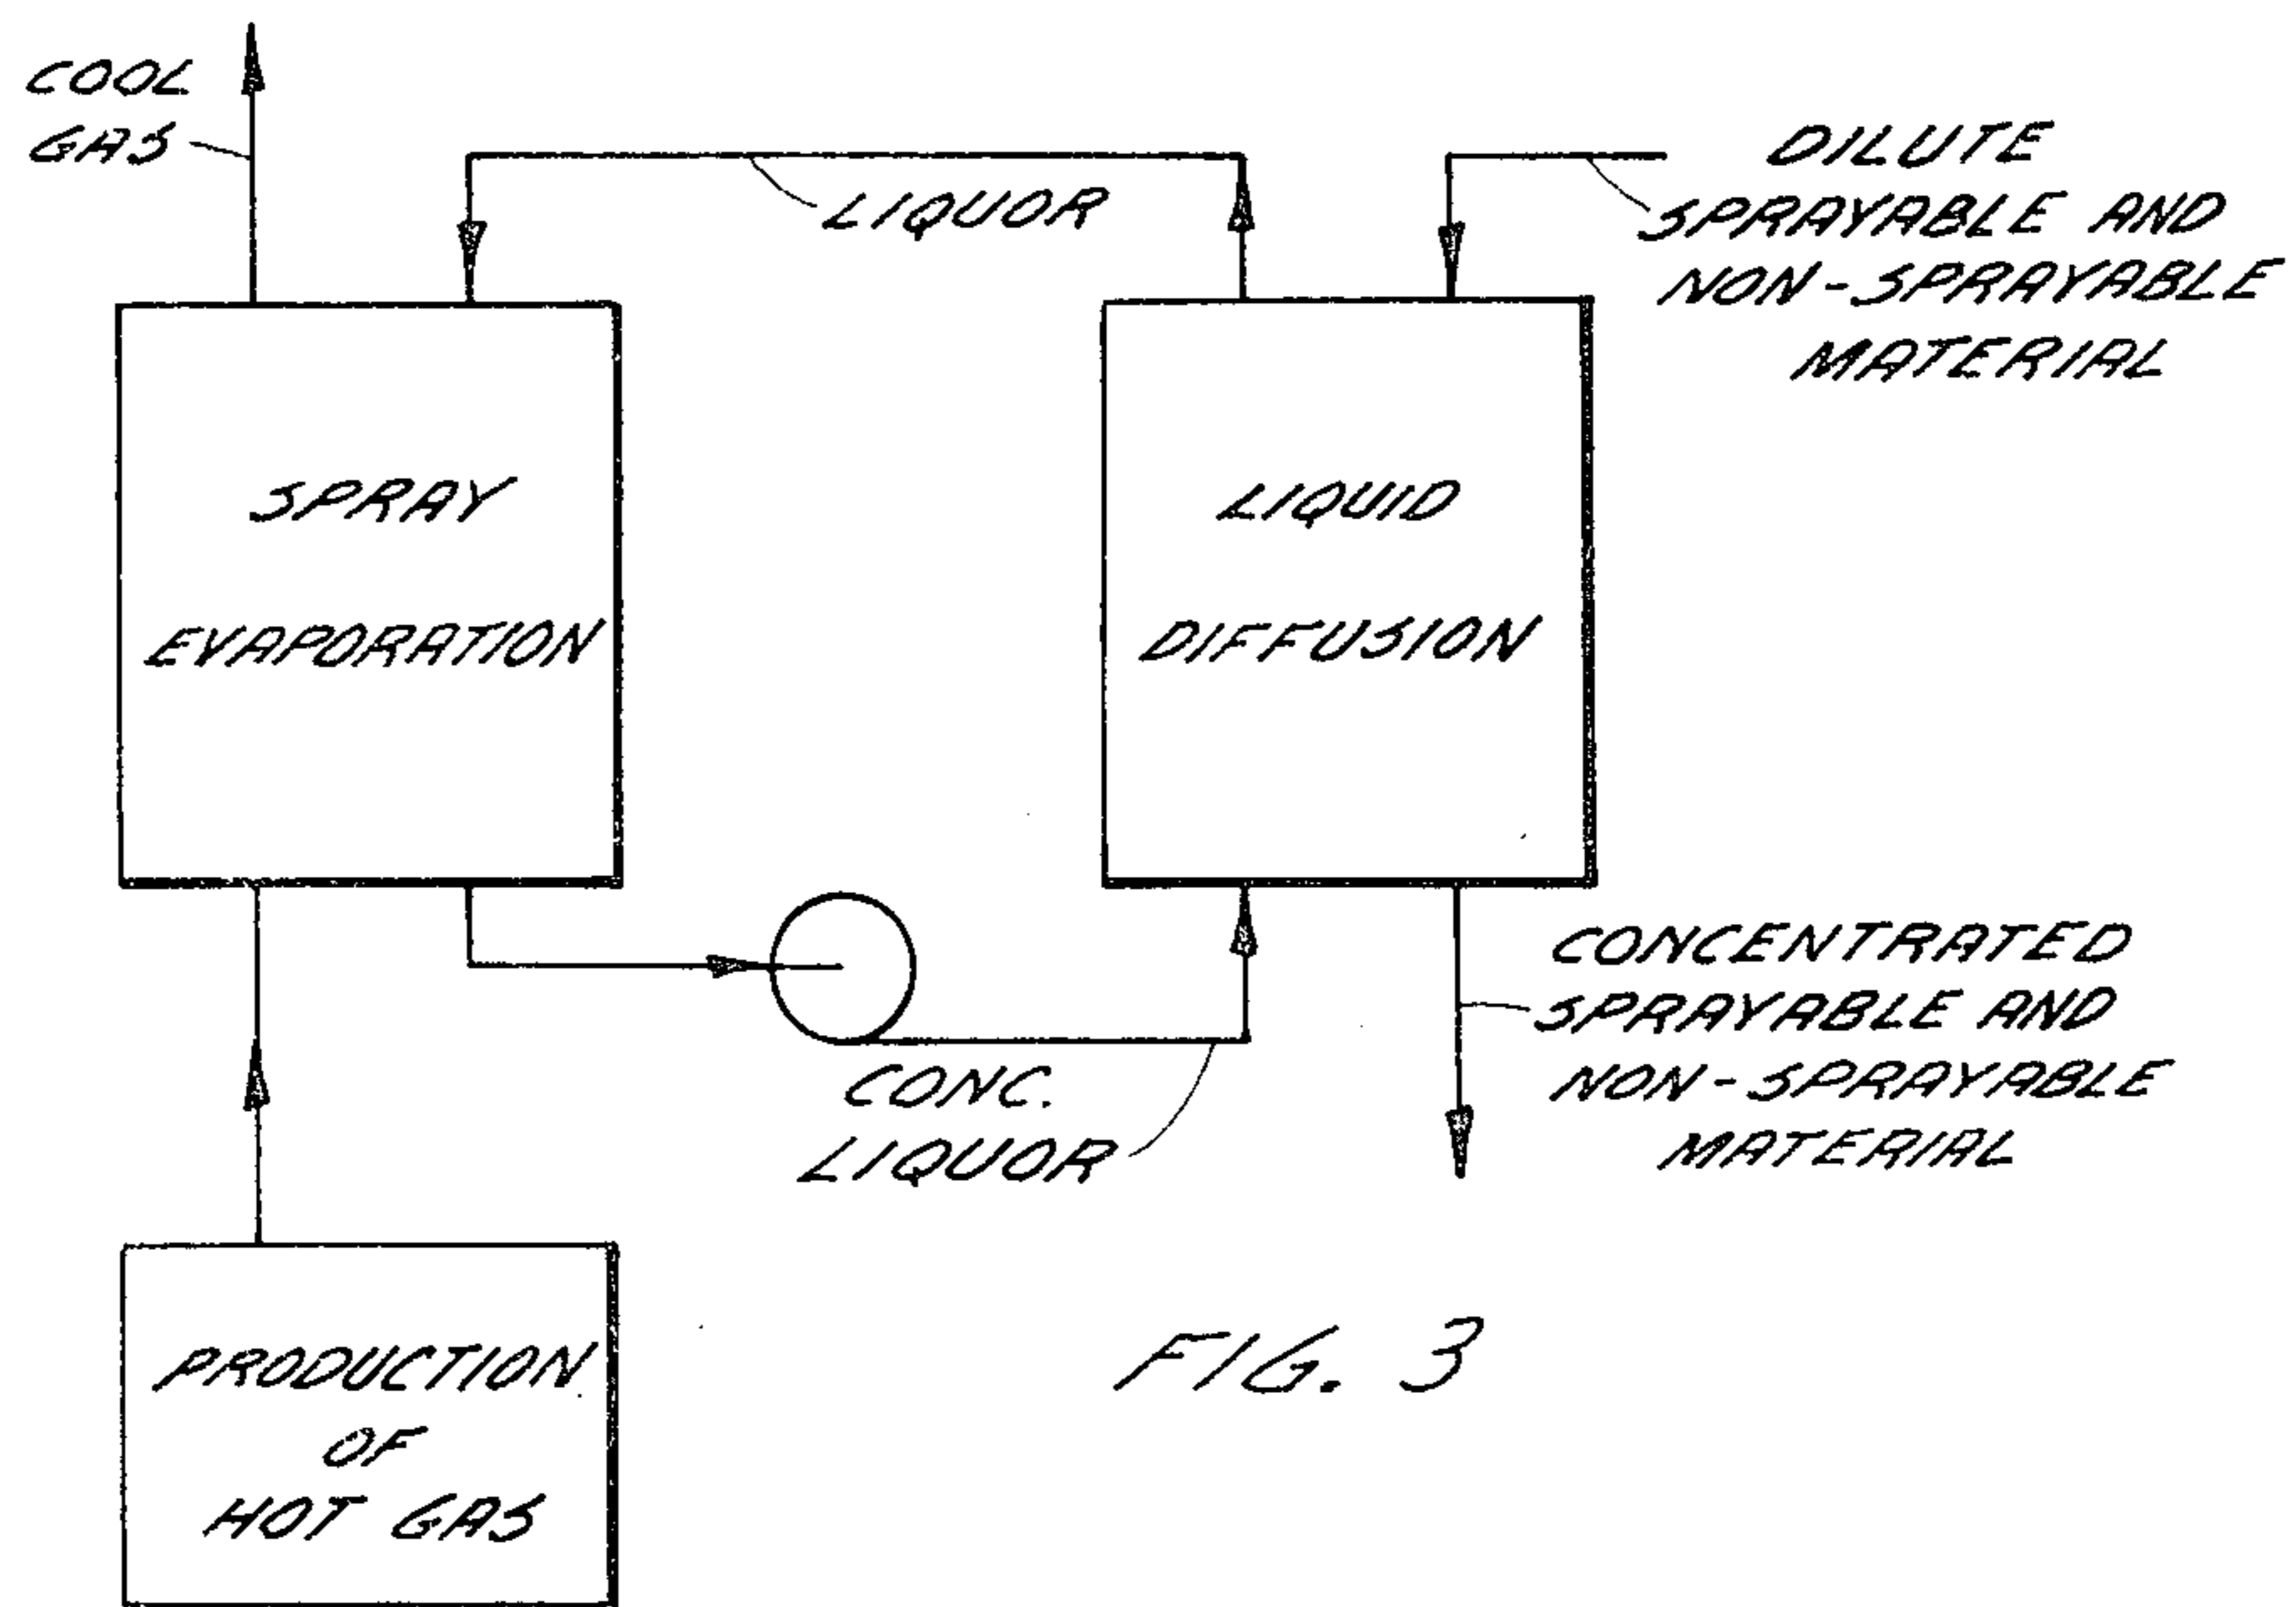 COOL
GAS
LIQUOR
DILUTE
SPRAYABLE AND
NON-SPRAYABLE
MATERIAL
SPRAY
EVAPORATION
LIQUID
DIFFUSION
CONCENTRATED
SPRAYABLE AND
NON-SPRAYABLE
MATERIAL
CONC.
LIQUOR
PRODUCTION
OF
HOT GAS
FIG. 3